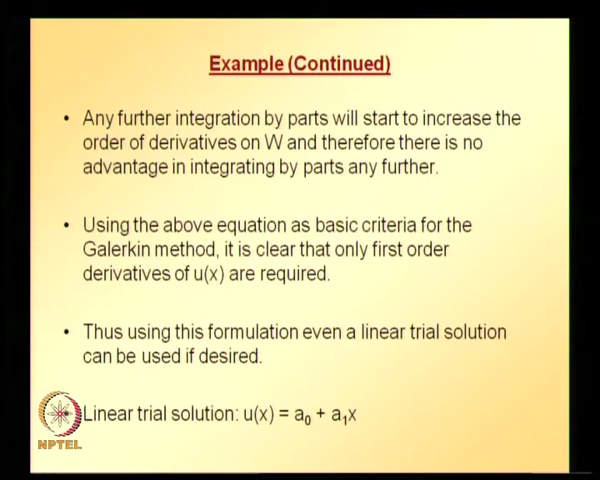 Example (Continued)
• Any further integration by parts will start to increase the
order of derivatives on W and therefore there is no
advantage in integrating by parts any further.
• Using the above equation as basic criteria for the
Galerkin method, it is clear that only first order
derivatives of u(x) are required.
• Thus using this formulation even a linear trial solution
can be used if desired.
Linear trial solution: u(x) = a₀ + a₁x
NPTEL